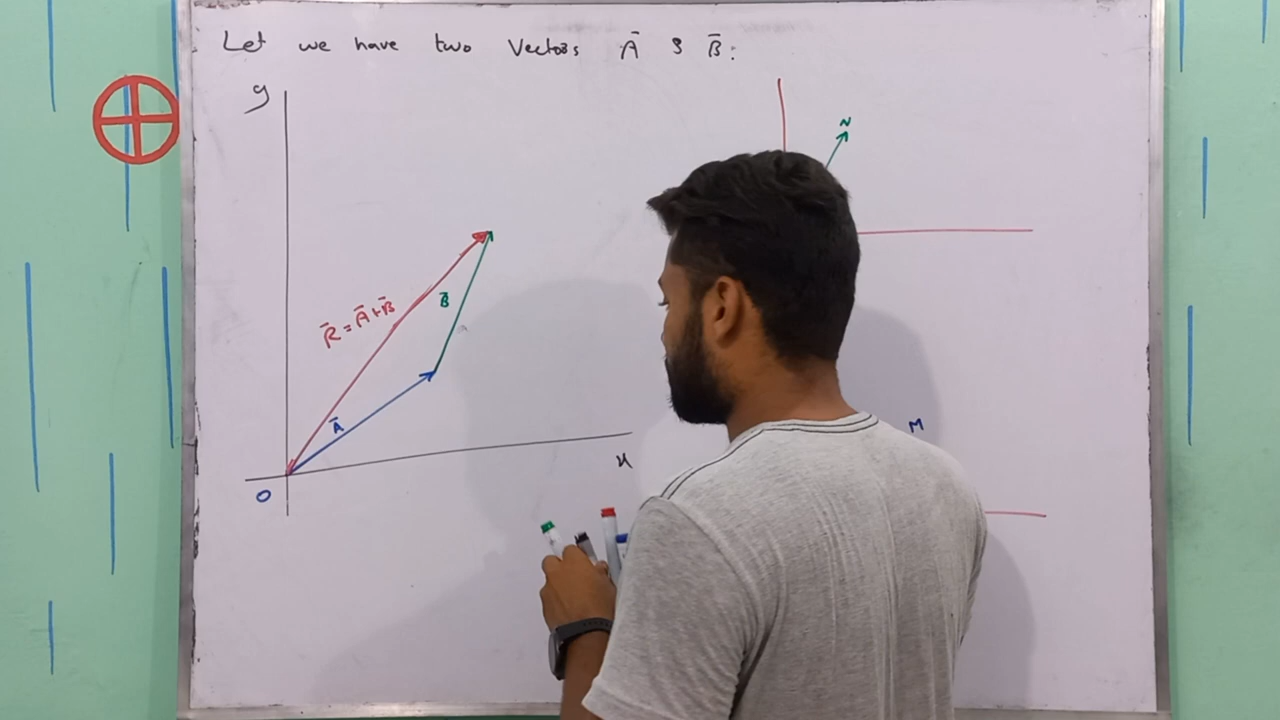 Let we have two Vectors A̅ & B̅:
y
N
R̅ = A̅+B̅
B̅
A̅
M
x
O